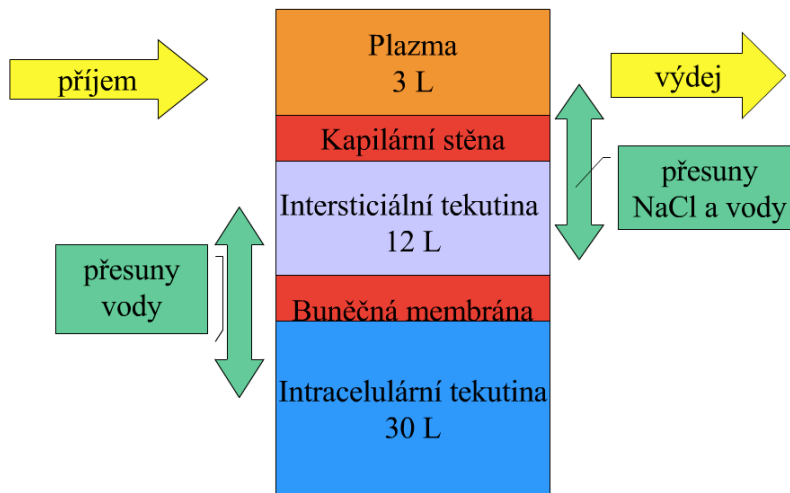 Plazma
3 L
příjem
výdej
Kapilární stěna
přesuny
NaCl a vody
Intersticiální tekutina
12 L
přesuny
vody
Buněčná membrána
Intracelulární tekutina
30 L